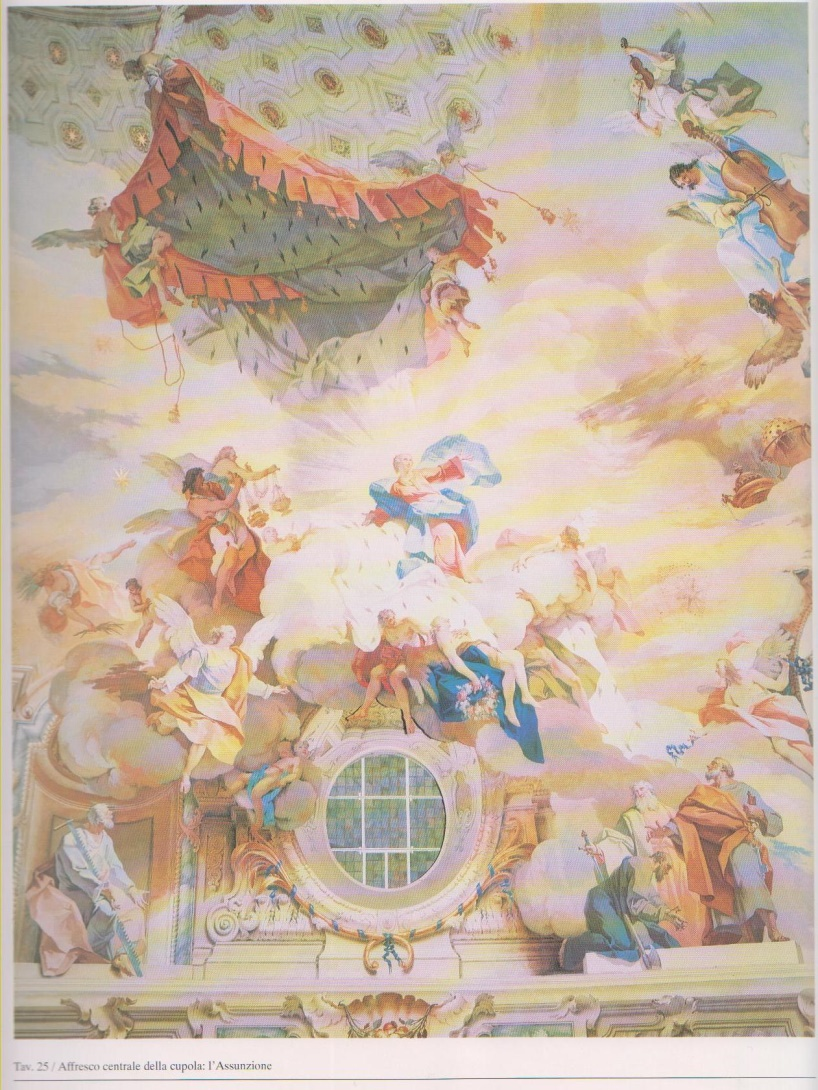 Tav. 25 / Affresco centrale della cupola: l'Assunzione